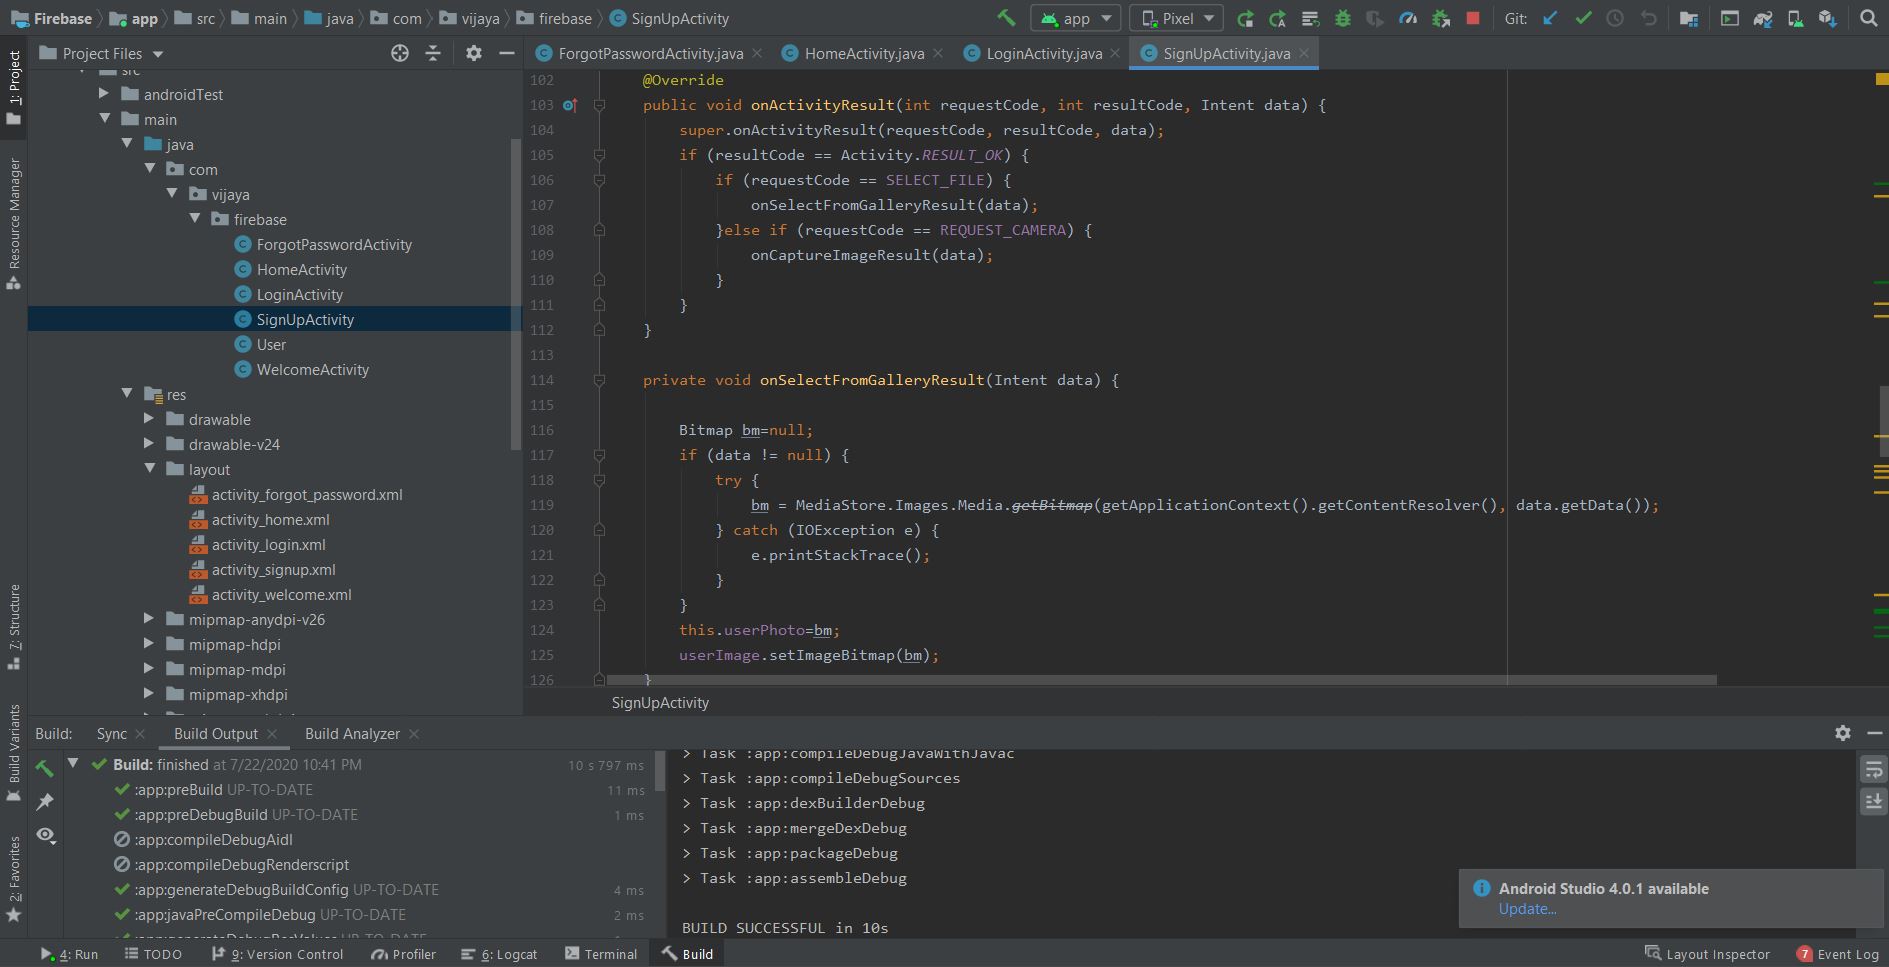 Firebase app src main java com vijaya firebase SignUpActivity app Pixel Git:
1: Project
Resource Manager
7: Structure
Build Variants
2: Favorites
Project Files
androidTest
main
java
com
vijaya
firebase
ForgotPasswordActivity
HomeActivity
LoginActivity
SignUpActivity
User
WelcomeActivity
res
drawable
drawable-v24
layout
activity_forgot_password.xml
activity_home.xml
activity_login.xml
activity_signup.xml
activity_welcome.xml
mipmap-anydpi-v26
mipmap-hdpi
mipmap-mdpi
mipmap-xhdpi
ForgotPasswordActivity.java HomeActivity.java LoginActivity.java SignUpActivity.java
102 @Override
103 public void onActivityResult(int requestCode, int resultCode, Intent data) {
104 super.onActivityResult(requestCode, resultCode, data);
105 if (resultCode == Activity.RESULT_OK) {
106 if (requestCode == SELECT_FILE) {
107 onSelectFromGalleryResult(data);
108 }else if (requestCode == REQUEST_CAMERA) {
109 onCaptureImageResult(data);
110 }
111 }
112 }
113
114 private void onSelectFromGalleryResult(Intent data) {
115
116 Bitmap bm=null;
117 if (data != null) {
118 try {
119 bm = MediaStore.Images.Media.getBitmap(getApplicationContext().getContentResolver(), data.getData());
120 } catch (IOException e) {
121 e.printStackTrace();
122 }
123 }
124 this.userPhoto=bm;
125 userImage.setImageBitmap(bm);
126 }
SignUpActivity
Build: Sync Build Output Build Analyzer
Build: finished at 7/22/2020 10:41 PM 10 s 797 ms
:app:preBuild UP-TO-DATE 11 ms
:app:preDebugBuild UP-TO-DATE 1 ms
:app:compileDebugAidl
:app:compileDebugRenderscript
:app:generateDebugBuildConfig UP-TO-DATE 4 ms
:app:javaPreCompileDebug UP-TO-DATE 2 ms
> Task :app:compileDebugJavaWithJavac
> Task :app:compileDebugSources
> Task :app:dexBuilderDebug
> Task :app:mergeDexDebug
> Task :app:packageDebug
> Task :app:assembleDebug
BUILD SUCCESSFUL in 10s
Android Studio 4.0.1 available
Update...
4: Run TODO 9: Version Control Profiler 6: Logcat Terminal Build Layout Inspector 7 Event Log